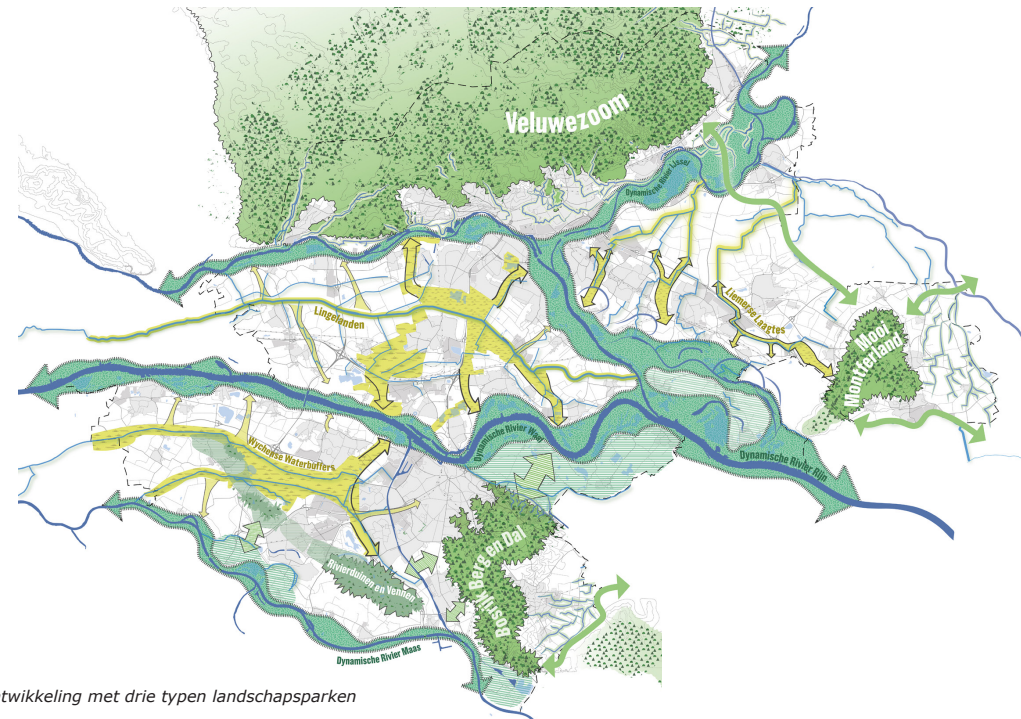 Veluwezoom
Dynamische Rivier IJssel
Lingelanden
Liemerse Laagtes
Mooi
Montferland
Wychense Waterbuffers
Dynamische Rivier Waal
Dynamische Rivier Rijn
Bosrijk Berg en Dal
Rivierduinen en Vennen
Dynamische Rivier Maas
twikkeling met drie typen landschapsparken